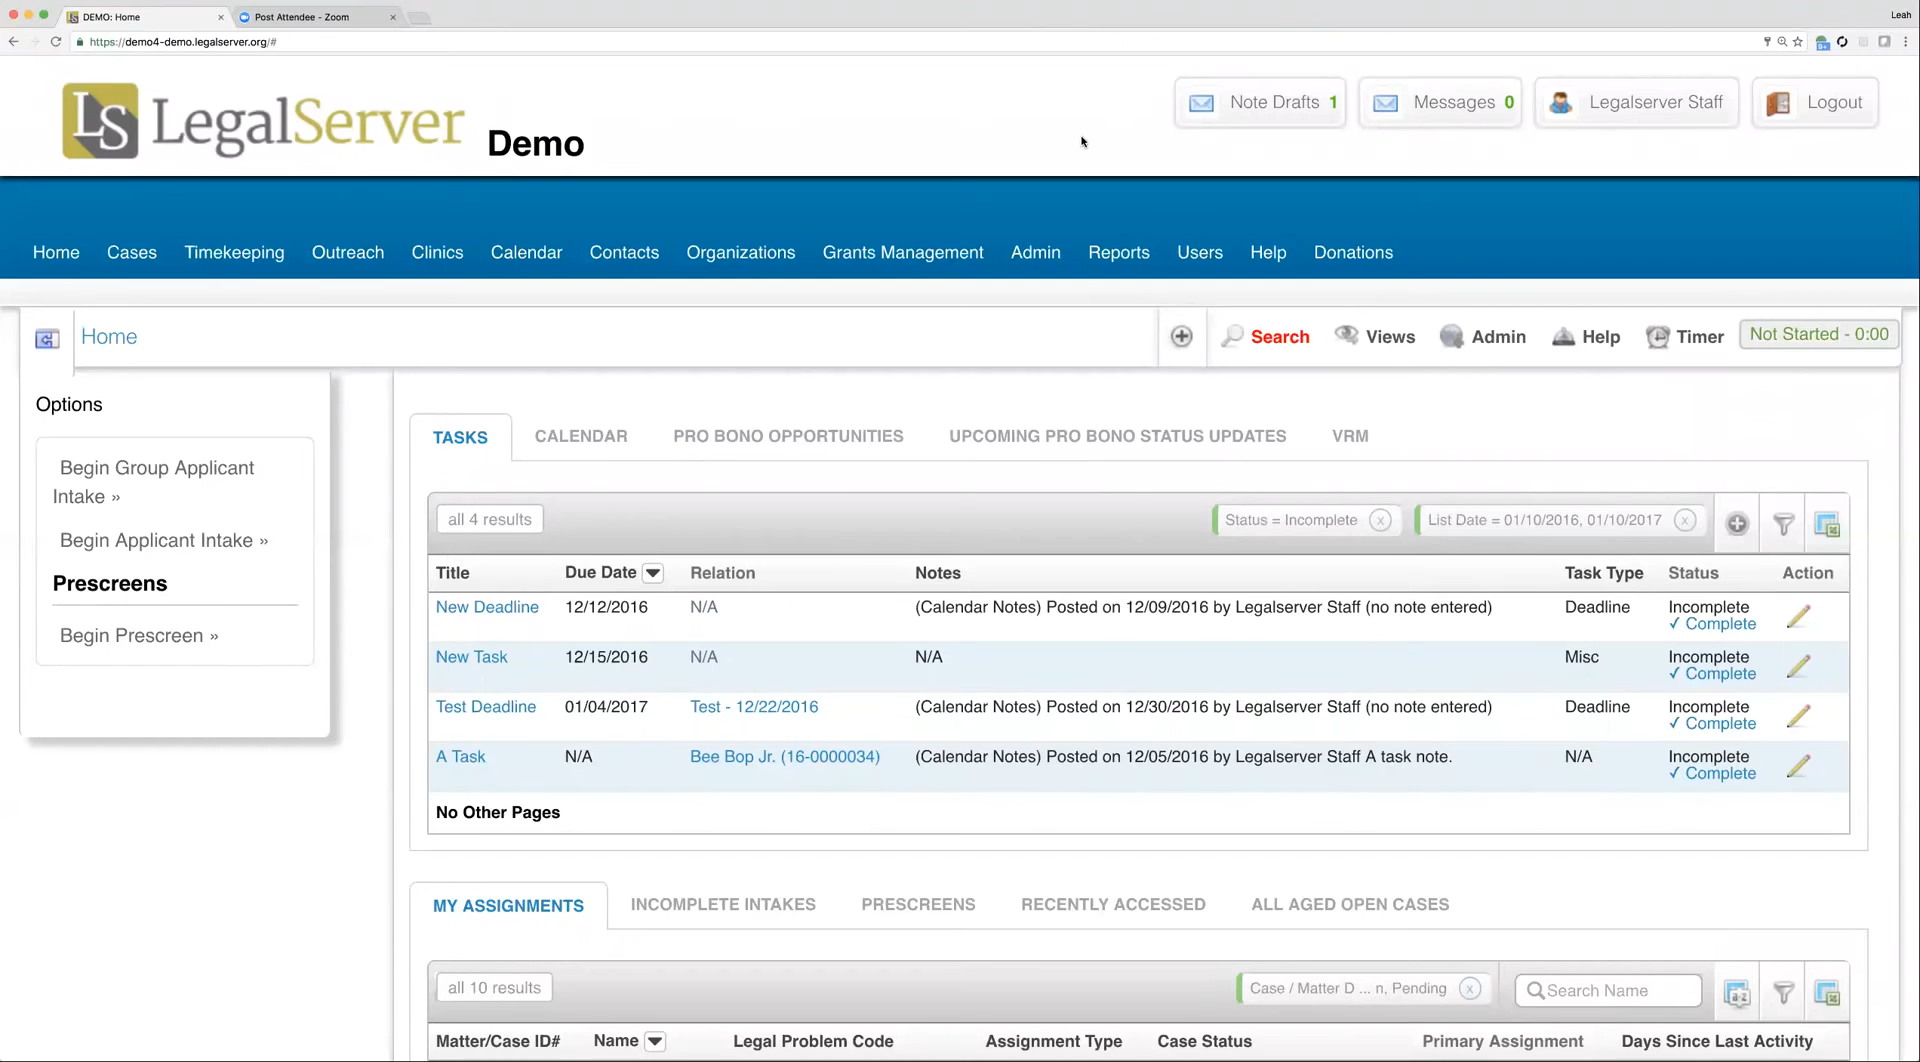 DEMO: Home
Post Attendee - Zoom
Leah
https://demo4-demo.legalserver.org/#
LS LegalServer Demo
Note Drafts 1
Messages 0
Legalserver Staff
Logout
Home Cases Timekeeping Outreach Clinics Calendar Contacts Organizations Grants Management Admin Reports Users Help Donations
Home
Search Views Admin Help Timer Not Started - 0:00
Options
Begin Group Applicant
Intake »
Begin Applicant Intake »
Prescreens
Begin Prescreen »
TASKS CALENDAR PRO BONO OPPORTUNITIES UPCOMING PRO BONO STATUS UPDATES VRM
all 4 results Status = Incomplete x List Date = 01/10/2016, 01/10/2017 x
Title Due Date Relation Notes Task Type Status Action
New Deadline 12/12/2016 N/A (Calendar Notes) Posted on 12/09/2016 by Legalserver Staff (no note entered) Deadline Incomplete
✓ Complete
New Task 12/15/2016 N/A N/A Misc Incomplete
✓ Complete
Test Deadline 01/04/2017 Test - 12/22/2016 (Calendar Notes) Posted on 12/30/2016 by Legalserver Staff (no note entered) Deadline Incomplete
✓ Complete
A Task N/A Bee Bop Jr. (16-0000034) (Calendar Notes) Posted on 12/05/2016 by Legalserver Staff A task note. N/A Incomplete
✓ Complete
No Other Pages
MY ASSIGNMENTS INCOMPLETE INTAKES PRESCREENS RECENTLY ACCESSED ALL AGED OPEN CASES
all 10 results Case / Matter D ... n, Pending x Search Name a-z
Matter/Case ID# Name Legal Problem Code Assignment Type Case Status Primary Assignment Days Since Last Activity